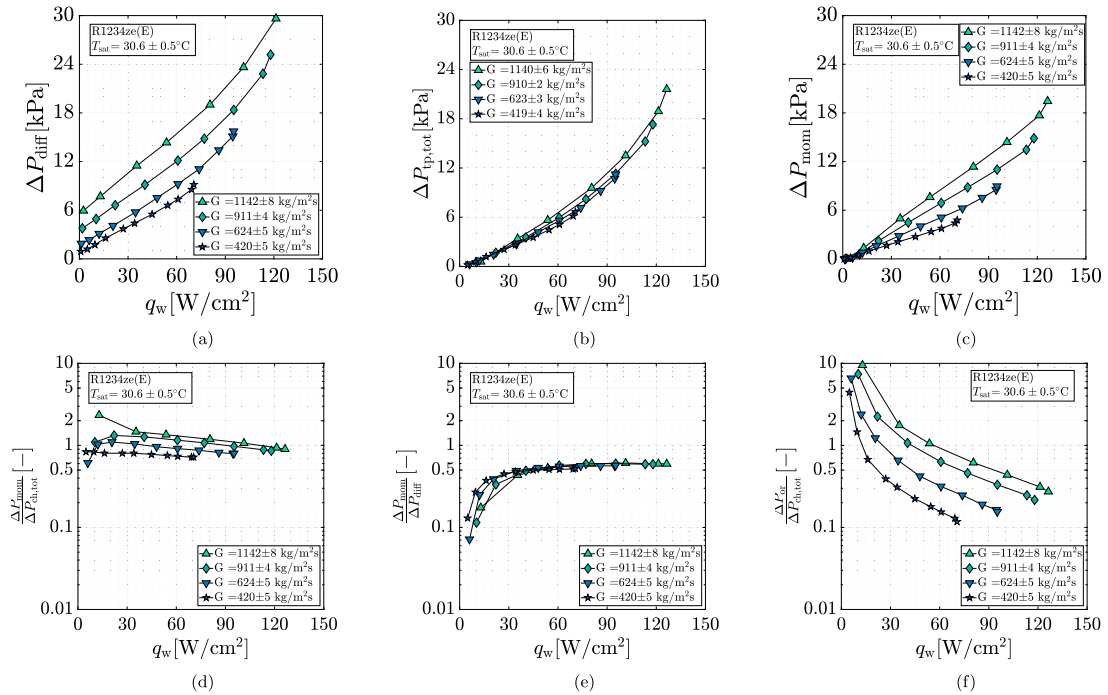 30
24
18
12
6
0
ΔP_diff [kPa]
R1234ze(E)
T_sat = 30.6 ± 0.5°C
G =1142±8 kg/m²s
G =911±4 kg/m²s
G =624±5 kg/m²s
G =420±5 kg/m²s
0 30 60 90 120 150
q_w [W/cm²]
(a)
30
24
18
12
6
0
ΔP_tp,tot [kPa]
R1234ze(E)
T_sat = 30.6 ± 0.5°C
G =1140±6 kg/m²s
G =910±2 kg/m²s
G =623±3 kg/m²s
G =419±4 kg/m²s
0 30 60 90 120 150
q_w [W/cm²]
(b)
30
24
18
12
6
0
ΔP_mom [kPa]
R1234ze(E)
T_sat = 30.6 ± 0.5°C
G =1142±8 kg/m²s
G =911±4 kg/m²s
G =624±5 kg/m²s
G =420±5 kg/m²s
0 30 60 90 120 150
q_w [W/cm²]
(c)
10
5
2
1
0.5
0.1
0.01
ΔP_mom
ΔP_ch,tot [−]
R1234ze(E)
T_sat = 30.6 ± 0.5°C
G =1142±8 kg/m²s
G =911±4 kg/m²s
G =624±5 kg/m²s
G =420±5 kg/m²s
0 30 60 90 120 150
q_w [W/cm²]
(d)
10
5
2
1
0.5
0.1
0.01
ΔP_mom
ΔP_diff [−]
R1234ze(E)
T_sat = 30.6 ± 0.5°C
G =1142±8 kg/m²s
G =911±4 kg/m²s
G =624±5 kg/m²s
G =420±5 kg/m²s
0 30 60 90 120 150
q_w [W/cm²]
(e)
10
5
2
1
0.5
0.1
0.01
ΔP_or
ΔP_ch,tot [−]
R1234ze(E)
T_sat = 30.6 ± 0.5°C
G =1142±8 kg/m²s
G =911±4 kg/m²s
G =624±5 kg/m²s
G =420±5 kg/m²s
0 30 60 90 120 150
q_w [W/cm²]
(f)